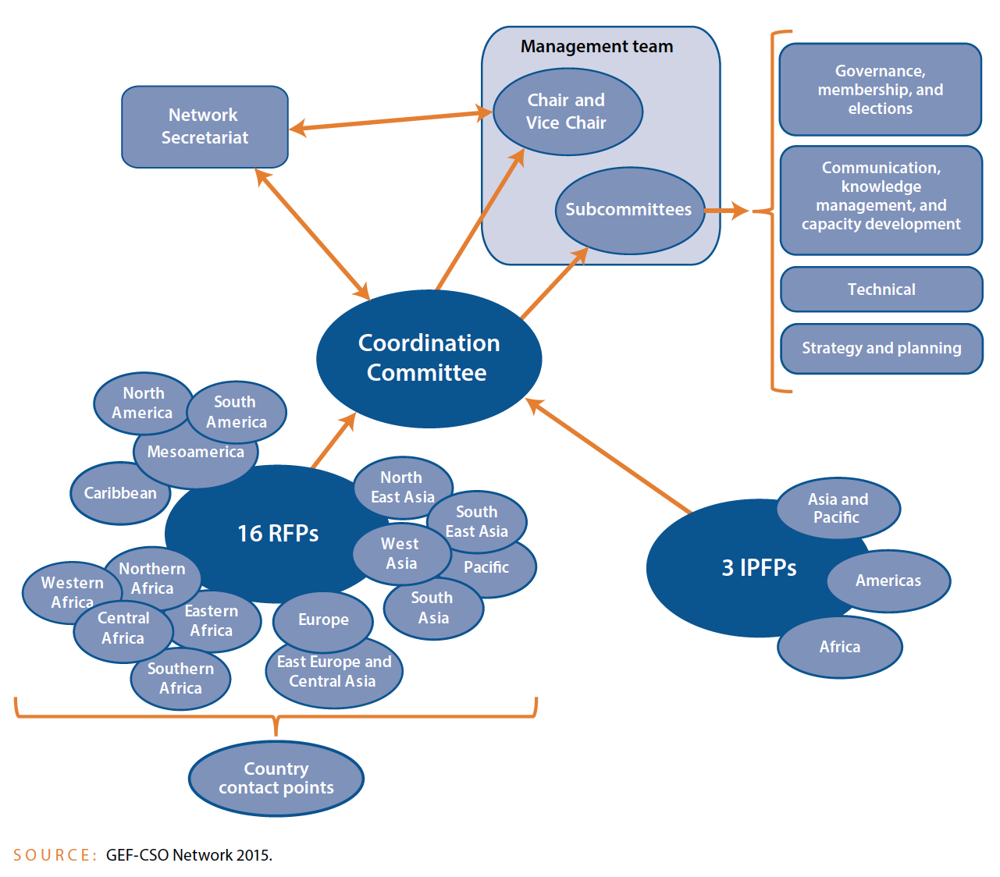 Management team
Chair and
Vice Chair
Subcommittees
Network
Secretariat
Governance,
membership, and
elections
Communication,
knowledge
management, and
capacity development
Technical
Strategy and planning
Coordination
Committee
North
America
South
America
Mesoamerica
Caribbean
16 RFPs
North
East Asia
South
East Asia
West
Asia
Pacific
South
Asia
Northern
Africa
Western
Africa
Central
Africa
Eastern
Africa
Southern
Africa
Europe
East Europe and
Central Asia
3 IPFPs
Asia and
Pacific
Americas
Africa
Country
contact points
SOURCE: GEF-CSO Network 2015.